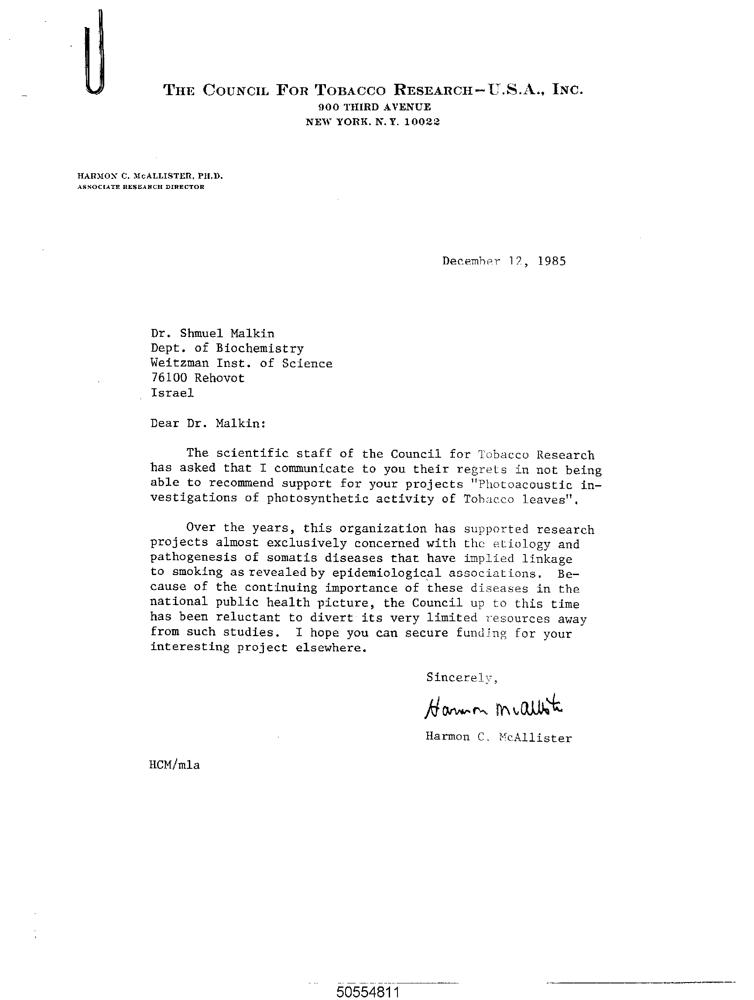 THE COUNCIL FOR TOBACCO RESEARCH-U.S.A., INC.
900 THIRD AVENUE
NEW YORK. N.Y. 10022
HARMON C. McALLISTER, PH.D.
ASSOCIATE RESEARCH DIRECTOR
December 12, 1985
Dr. Shmuel Malkin
Dept. of Biochemistry
Weitzman Inst. of Science
76100 Rehovot
Israel
Dear Dr. Malkin:
The scientific staff of the Council for Tobacco Research
has asked that I communicate to you their regrets in not being
able to recommend support for your projects "Photoacoustic in-
vestigations of photosynthetic activity of Tobacco leaves".
Over the years, this organization has supported research
projects almost exclusively concerned with the etiology and
pathogenesis of somatis diseases that have implied linkage
to smoking as revealed by epidemiological associations. Be-
cause of the continuing importance of these diseases in the
national public health picture, the Council up to this time
has been reluctant to divert its very limited resources away
from such studies. I hope you can secure funding for your
interesting project elsewhere.
Sincerely,
Harmon McAllister
Harmon C. McAllister
HCM/mla
50554811